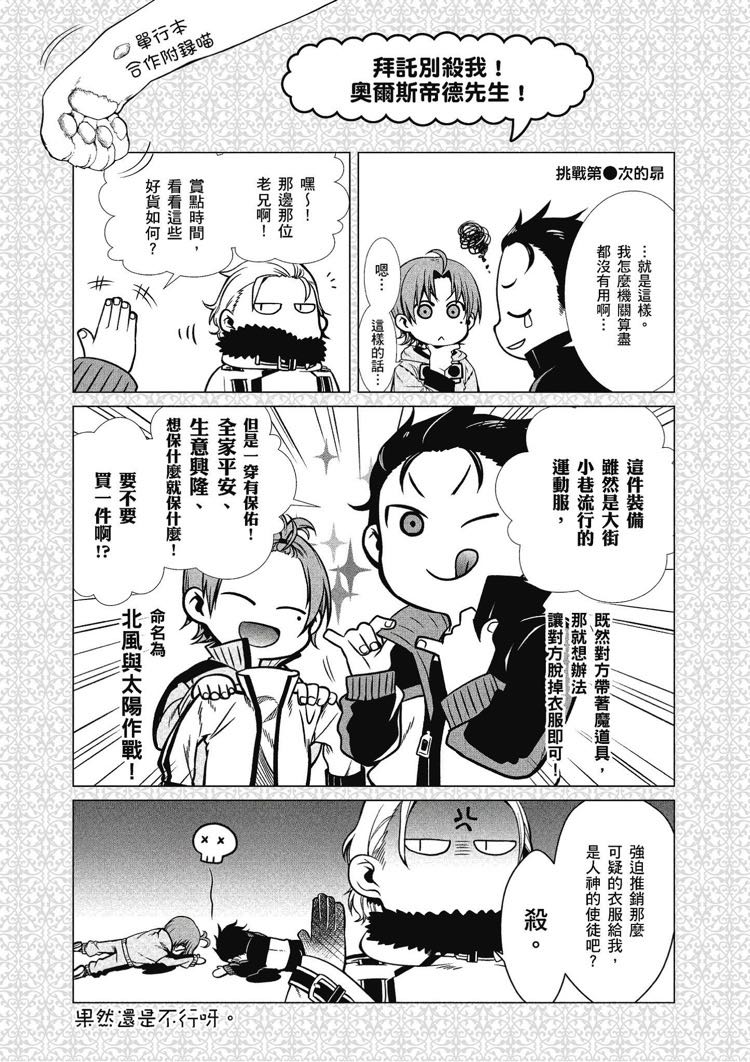 單行本
合作附錄喵
拜託別殺我！
奧爾斯帝德先生！
挑戰第●次的昴
…就是這樣。
我怎麼機關算盡
都沒有用啊…
嗯…
這樣的話…
嘿～！
那邊那位
老兄啊！
賞點時間，
看看這些
好貨如何？
這件裝備
雖然是大街
小巷流行的
運動服，
既然對方帶著魔道具，
那就想辦法
讓對方脫掉衣服即可！
但是一穿有保佑！
全家平安、
生意興隆、
想保什麼就保什麼！
要不要
買一件啊!?
命名為
北風與太陽作戰！
強迫推銷那麼
可疑的衣服給我，
是人神的使徒吧？
殺。
果然還是不行呀。